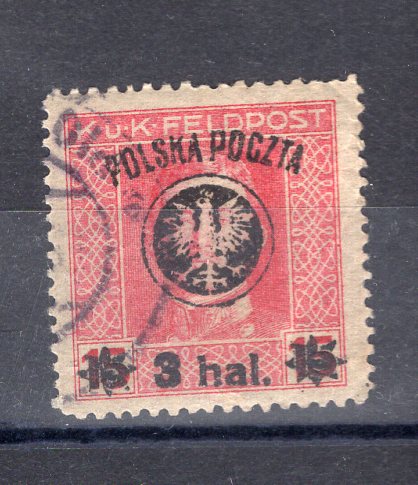 K.u.K-FELDPOST
POLSKA POCZTA
15 3 hal. 15